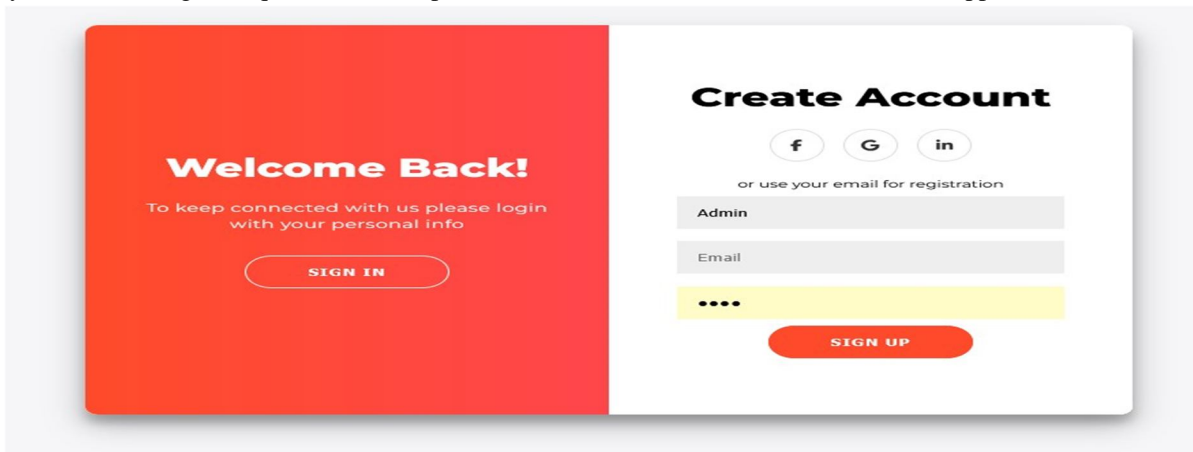 Welcome Back!
To keep connected with us please login
with your personal info
SIGN IN
Create Account
f G in
or use your email for registration
Admin
Email
••••
SIGN UP